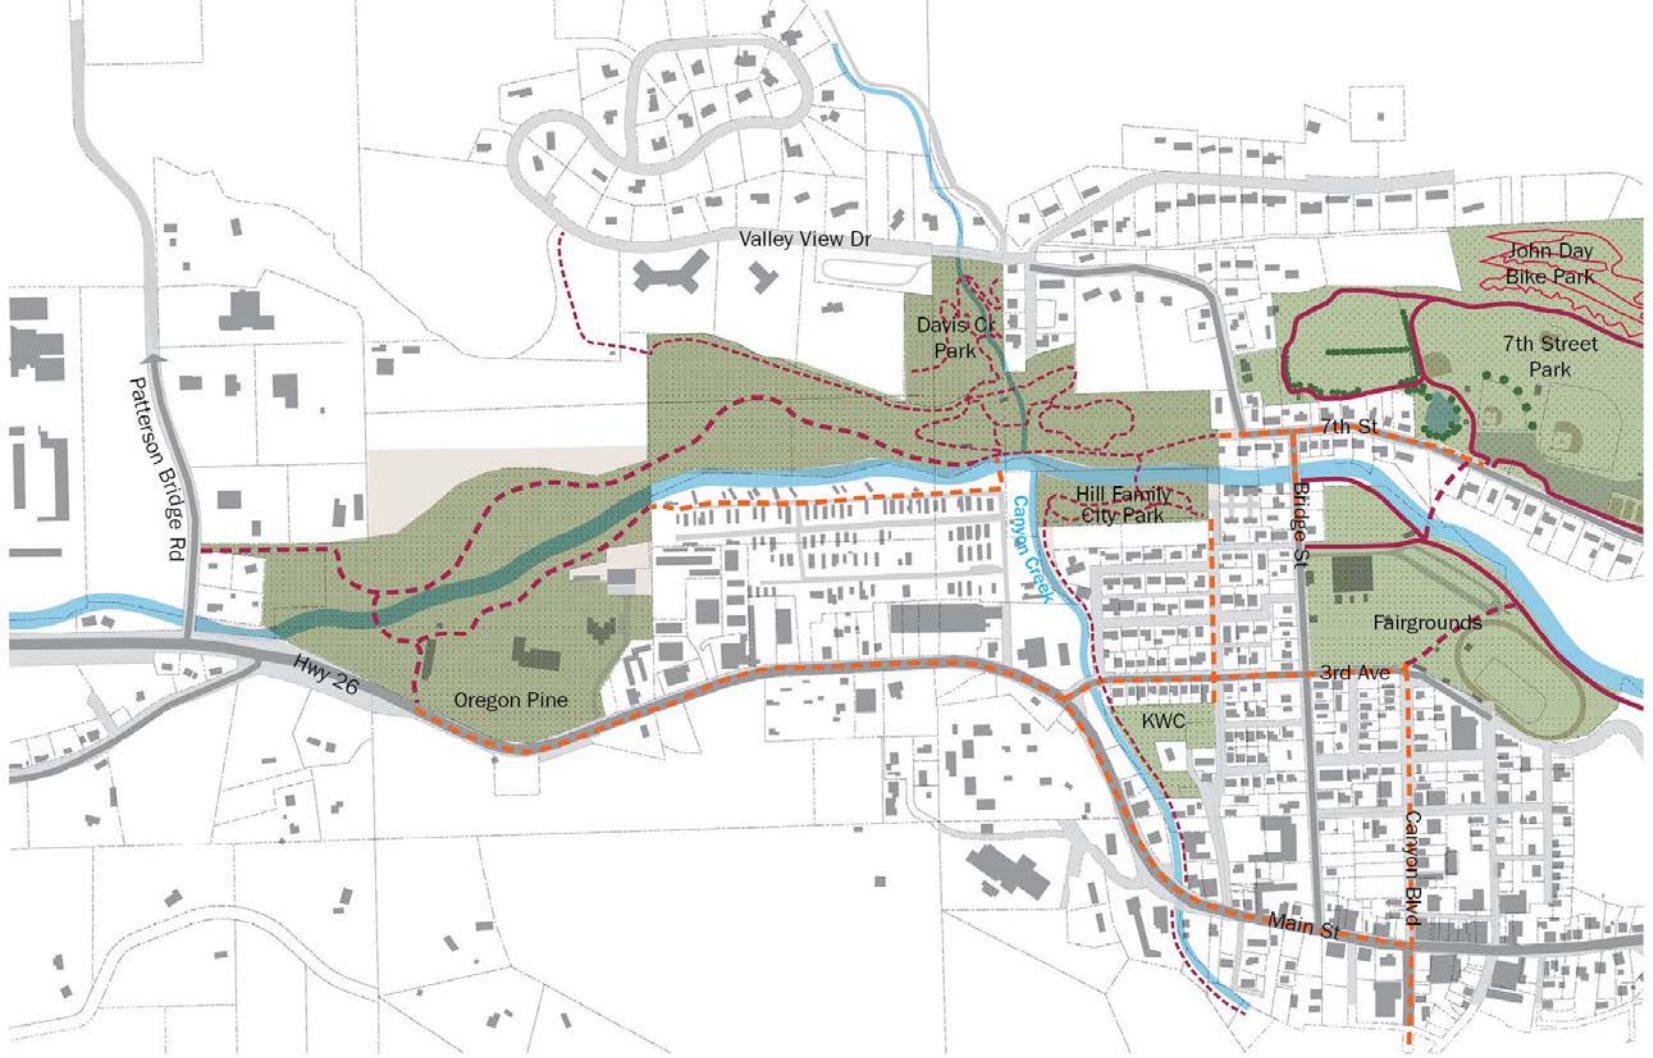 Valley View Dr
John Day
Bike Park
Davis Cr
Park
7th Street
Park
Patterson Bridge Rd
7th St
Hill Family
City Park
Canyon Creek
Bridge St
Fairgrounds
Hwy 26
Oregon Pine
3rd Ave
KWC
Canyon Blvd
Main St